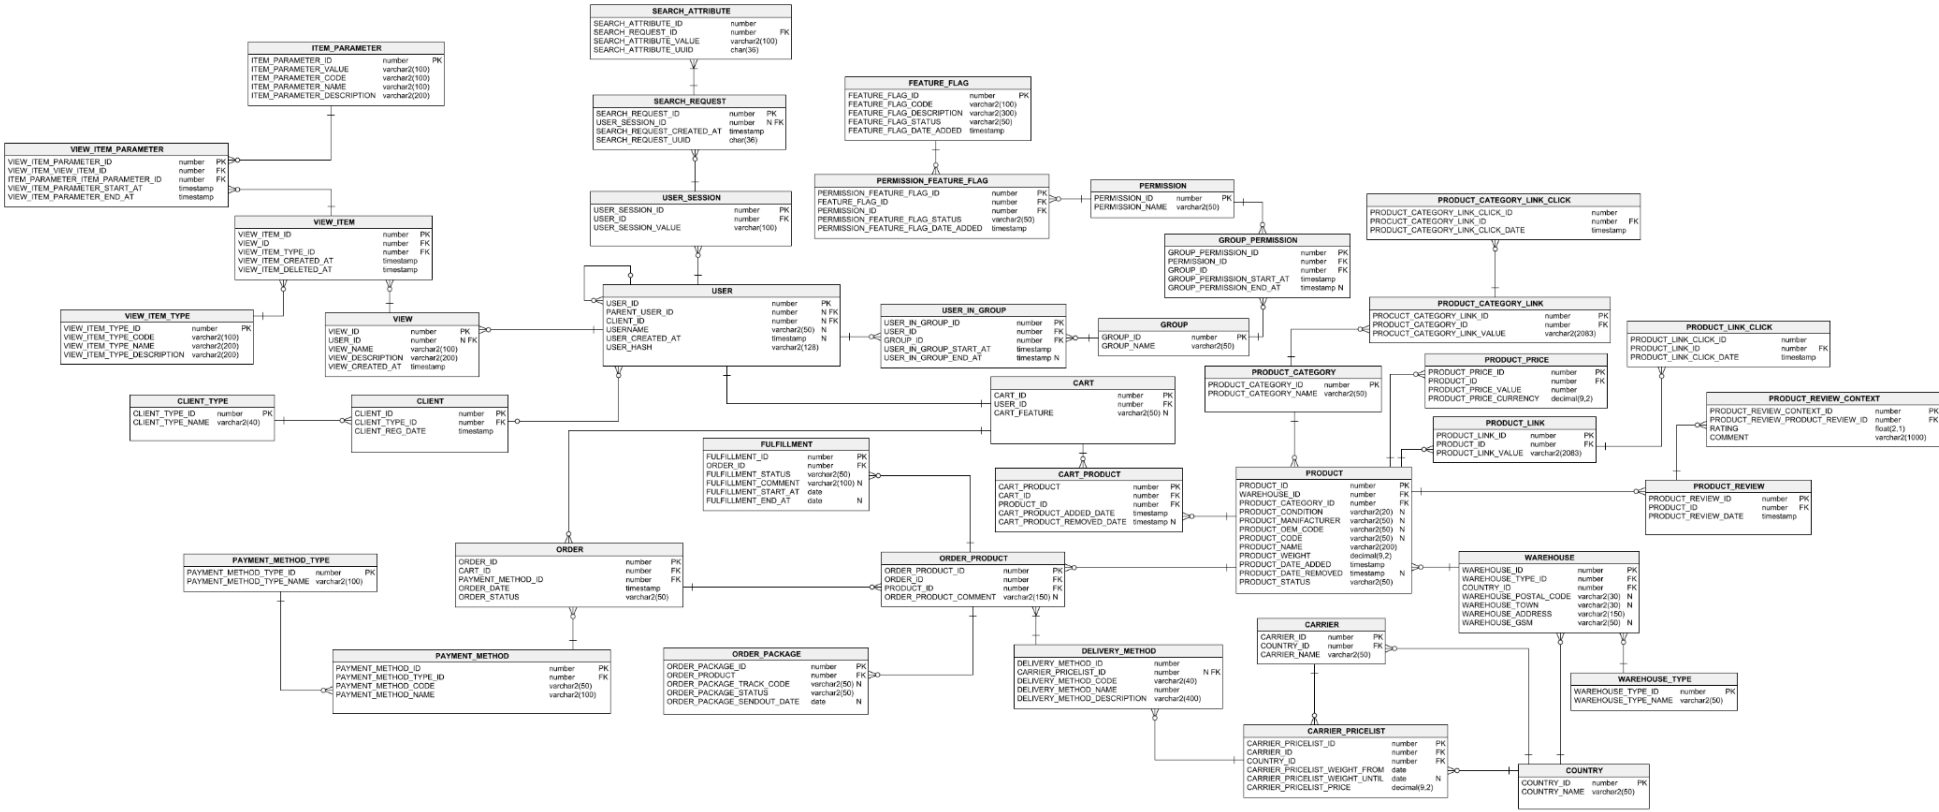 SEARCH_ATTRIBUTE
SEARCH_ATTRIBUTE_ID number
SEARCH_REQUEST_ID number FK
SEARCH_ATTRIBUTE_VALUE varchar2(100)
SEARCH_ATTRIBUTE_UUID char(36)
ITEM_PARAMETER
ITEM_PARAMETER_ID number PK
ITEM_PARAMETER_VALUE varchar2(100)
ITEM_PARAMETER_CODE varchar2(100)
ITEM_PARAMETER_NAME varchar2(100)
ITEM_PARAMETER_DESCRIPTION varchar2(200)
SEARCH_REQUEST
SEARCH_REQUEST_ID number PK
USER_SESSION_ID number N FK
SEARCH_REQUEST_CREATED_AT timestamp
SEARCH_REQUEST_UUID char(36)
FEATURE_FLAG
FEATURE_FLAG_ID number PK
FEATURE_FLAG_CODE varchar2(100)
FEATURE_FLAG_DESCRIPTION varchar2(300)
FEATURE_FLAG_STATUS varchar2(50)
FEATURE_FLAG_DATE_ADDED timestamp
VIEW_ITEM_PARAMETER
VIEW_ITEM_PARAMETER_ID number PK
VIEW_ITEM_VIEW_ITEM_ID number FK
ITEM_PARAMETER_ITEM_PARAMETER_ID number FK
VIEW_ITEM_PARAMETER_START_AT timestamp
VIEW_ITEM_PARAMETER_END_AT timestamp
USER_SESSION
USER_SESSION_ID number PK
USER_ID number FK
USER_SESSION_VALUE varchar(100)
PERMISSION_FEATURE_FLAG
PERMISSION_FEATURE_FLAG_ID number PK
FEATURE_FLAG_ID number FK
PERMISSION_ID number FK
PERMISSION_FEATURE_FLAG_STATUS varchar2(50)
PERMISSION_FEATURE_FLAG_DATE_ADDED timestamp
PERMISSION
PERMISSION_ID number PK
PERMISSION_NAME varchar2(50)
PRODUCT_CATEGORY_LINK_CLICK
PRODUCT_CATEGORY_LINK_CLICK_ID number
PRODUCT_CATEGORY_LINK_ID number FK
PRODUCT_CATEGORY_LINK_CLICK_DATE timestamp
VIEW_ITEM
VIEW_ITEM_ID number PK
VIEW_ID number FK
VIEW_ITEM_TYPE_ID number FK
VIEW_ITEM_CREATED_AT timestamp
VIEW_ITEM_DELETED_AT timestamp
GROUP_PERMISSION
GROUP_PERMISSION_ID number PK
PERMISSION_ID number FK
GROUP_ID number FK
GROUP_PERMISSION_START_AT timestamp
GROUP_PERMISSION_END_AT timestamp N
USER
USER_ID number PK
PARENT_USER_ID number N FK
CLIENT_ID number N FK
USERNAME varchar2(50) N
USER_CREATED_AT timestamp N
USER_HASH varchar2(128)
USER_IN_GROUP
USER_IN_GROUP_ID number PK
USER_ID number FK
GROUP_ID number FK
USER_IN_GROUP_START_AT timestamp
USER_IN_GROUP_END_AT timestamp N
GROUP
GROUP_ID number PK
GROUP_NAME varchar2(50)
PRODUCT_CATEGORY_LINK
PRODUCT_CATEGORY_LINK_ID number PK
PRODUCT_CATEGORY_ID number FK
PRODUCT_CATEGORY_LINK_VALUE varchar2(2083)
VIEW_ITEM_TYPE
VIEW_ITEM_TYPE_ID number PK
VIEW_ITEM_TYPE_CODE varchar2(100)
VIEW_ITEM_TYPE_NAME varchar2(200)
VIEW_ITEM_TYPE_DESCRIPTION varchar2(200)
VIEW
VIEW_ID number PK
USER_ID number N FK
VIEW_NAME varchar2(100)
VIEW_DESCRIPTION varchar2(200)
VIEW_CREATED_AT timestamp
PRODUCT_LINK_CLICK
PRODUCT_LINK_CLICK_ID number
PRODUCT_LINK_ID number FK
PRODUCT_LINK_CLICK_DATE timestamp
PRODUCT_PRICE
PRODUCT_PRICE_ID number PK
PRODUCT_ID number FK
PRODUCT_PRICE_VALUE number
PRODUCT_PRICE_CURRENCY decimal(9,2)
PRODUCT_CATEGORY
PRODUCT_CATEGORY_ID number PK
PRODUCT_CATEGORY_NAME varchar2(50)
CART
CART_ID number PK
USER_ID number FK
CART_FEATURE varchar2(50) N
CLIENT_TYPE
CLIENT_TYPE_ID number PK
CLIENT_TYPE_NAME varchar2(40)
CLIENT
CLIENT_ID number PK
CLIENT_TYPE_ID number FK
CLIENT_REG_DATE timestamp
PRODUCT_REVIEW_CONTEXT
PRODUCT_REVIEW_CONTEXT_ID number PK
PRODUCT_REVIEW_PRODUCT_REVIEW_ID number FK
RATING float(2,1)
COMMENT varchar2(1000)
PRODUCT_LINK
PRODUCT_LINK_ID number PK
PRODUCT_ID number FK
PRODUCT_LINK_VALUE varchar2(2083)
FULFILLMENT
FULFILLMENT_ID number PK
ORDER_ID number FK
FULFILLMENT_STATUS varchar2(50)
FULFILLMENT_COMMENT varchar2(100) N
FULFILLMENT_START_AT date
FULFILLMENT_END_AT date N
CART_PRODUCT
CART_PRODUCT number PK
CART_ID number FK
PRODUCT_ID number FK
CART_PRODUCT_ADDED_DATE timestamp
CART_PRODUCT_REMOVED_DATE timestamp N
PRODUCT
PRODUCT_ID number PK
WAREHOUSE_ID number FK
PRODUCT_CATEGORY_ID number FK
PRODUCT_CONDITION varchar2(20) N
PRODUCT_MANIFACTURER varchar2(50) N
PRODUCT_OEM_CODE varchar2(50) N
PRODUCT_CODE varchar2(50) N
PRODUCT_NAME varchar2(200)
PRODUCT_WEIGHT decimal(9,2)
PRODUCT_DATE_ADDED timestamp
PRODUCT_DATE_REMOVED timestamp N
PRODUCT_STATUS varchar2(50)
PRODUCT_REVIEW
PRODUCT_REVIEW_ID number PK
PRODUCT_ID number FK
PRODUCT_REVIEW_DATE timestamp
PAYMENT_METHOD_TYPE
PAYMENT_METHOD_TYPE_ID number PK
PAYMENT_METHOD_TYPE_NAME varchar2(100)
ORDER
ORDER_ID number PK
CART_ID number FK
PAYMENT_METHOD_ID number FK
ORDER_DATE timestamp
ORDER_STATUS varchar2(50)
ORDER_PRODUCT
ORDER_PRODUCT_ID number PK
ORDER_ID number FK
PRODUCT_ID number FK
ORDER_PRODUCT_COMMENT varchar2(150) N
WAREHOUSE
WAREHOUSE_ID number PK
WAREHOUSE_TYPE_ID number FK
COUNTRY_ID number FK
WAREHOUSE_POSTAL_CODE varchar2(30) N
WAREHOUSE_TOWN varchar2(30) N
WAREHOUSE_ADDRESS varchar2(150)
WAREHOUSE_GSM varchar2(50) N
CARRIER
CARRIER_ID number PK
COUNTRY_ID number FK
CARRIER_NAME varchar2(50)
PAYMENT_METHOD
PAYMENT_METHOD_ID number PK
PAYMENT_METHOD_TYPE_ID number FK
PAYMENT_METHOD_CODE varchar2(50)
PAYMENT_METHOD_NAME varchar2(100)
ORDER_PACKAGE
ORDER_PACKAGE_ID number PK
ORDER_PRODUCT number FK
ORDER_PACKAGE_TRACK_CODE varchar2(50) N
ORDER_PACKAGE_STATUS varchar2(50)
ORDER_PACKAGE_SENDOUT_DATE date N
DELIVERY_METHOD
DELIVERY_METHOD_ID number
CARRIER_PRICELIST_ID number N FK
DELIVERY_METHOD_CODE varchar2(40)
DELIVERY_METHOD_NAME number
DELIVERY_METHOD_DESCRIPTION varchar2(400)
WAREHOUSE_TYPE
WAREHOUSE_TYPE_ID number PK
WAREHOUSE_TYPE_NAME varchar2(50)
CARRIER_PRICELIST
CARRIER_PRICELIST_ID number PK
CARRIER_ID number FK
COUNTRY_ID number FK
CARRIER_PRICELIST_WEIGHT_FROM date
CARRIER_PRICELIST_WEIGHT_UNTIL date N
CARRIER_PRICELIST_PRICE decimal(9,2)
COUNTRY
COUNTRY_ID number PK
COUNTRY_NAME varchar2(50)